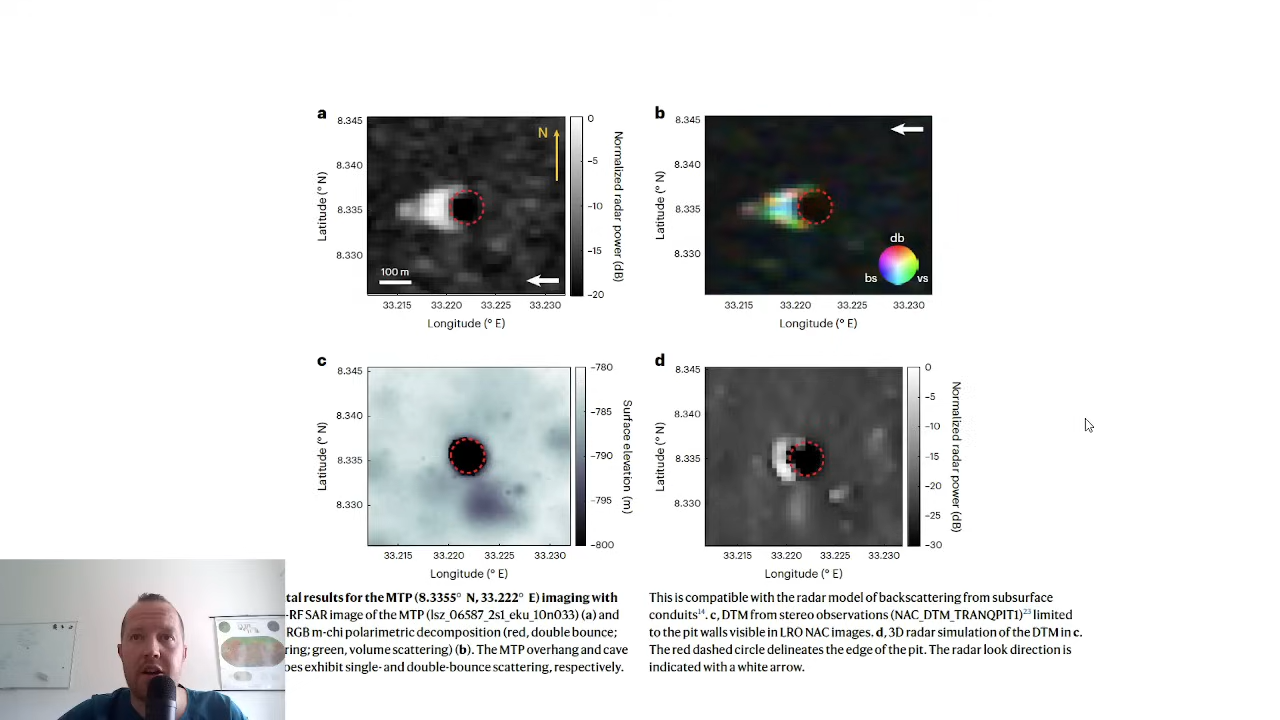 a
8.345
8.340
8.335
8.330
Latitude (° N)
N
100 m
33.215 33.220 33.225 33.230
Longitude (° E)
0
−5
−10
−15
−20
Normalized radar power (dB)
b
8.345
8.340
8.335
8.330
Latitude (° N)
db
bs
vs
33.215 33.220 33.225 33.230
Longitude (° E)
c
8.345
8.340
8.335
8.330
Latitude (° N)
33.215 33.220 33.225 33.230
Longitude (° E)
−780
−785
−790
−795
−800
Surface elevation (m)
d
8.345
8.340
8.335
8.330
Latitude (° N)
33.215 33.220 33.225 33.230
Longitude (° E)
0
−5
−10
−15
−20
−25
−30
Normalized radar power (dB)
tal results for the MTP (8.3355° N, 33.222° E) imaging with
-RF SAR image of the MTP (lsz_06587_2s1_eku_10n033) (a) and
RGB m-chi polarimetric decomposition (red, double bounce;
ring; green, volume scattering) (b). The MTP overhang and cave
oes exhibit single- and double-bounce scattering, respectively.
This is compatible with the radar model of backscattering from subsurface
conduits¹⁴. c, DTM from stereo observations (NAC_DTM_TRANQPIT1)²³ limited
to the pit walls visible in LRO NAC images. d, 3D radar simulation of the DTM in c.
The red dashed circle delineates the edge of the pit. The radar look direction is
indicated with a white arrow.